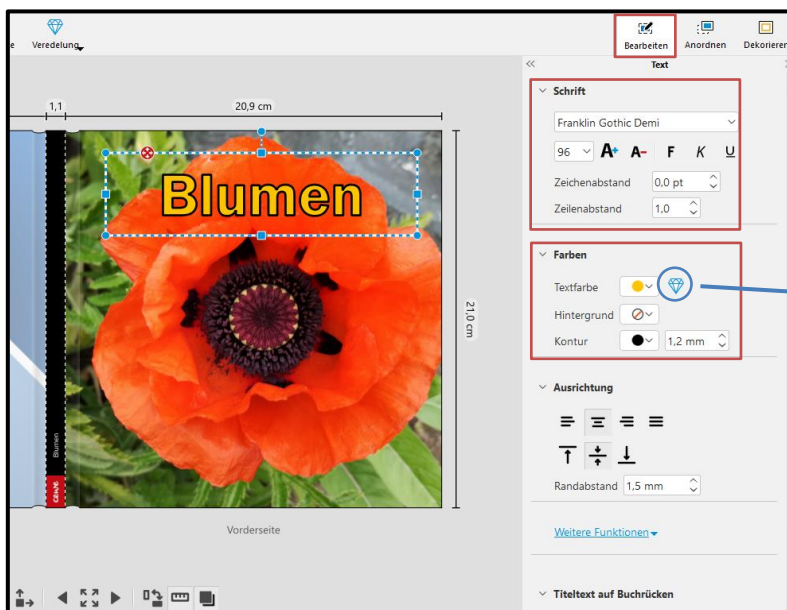 e Veredelung
Bearbeiten Anordnen Dekorieren
Text
1,1 20,9 cm
Schrift
Franklin Gothic Demi
96 A+ A- F K U
Zeichenabstand 0,0 pt
Zeilenabstand 1,0
Blumen
Farben
Textfarbe
Hintergrund
Kontur 1,2 mm
21,0 cm
Ausrichtung
Blumen
cewe
Randabstand 1,5 mm
Vorderseite
Weitere Funktionen
Titeltext auf Buchrücken